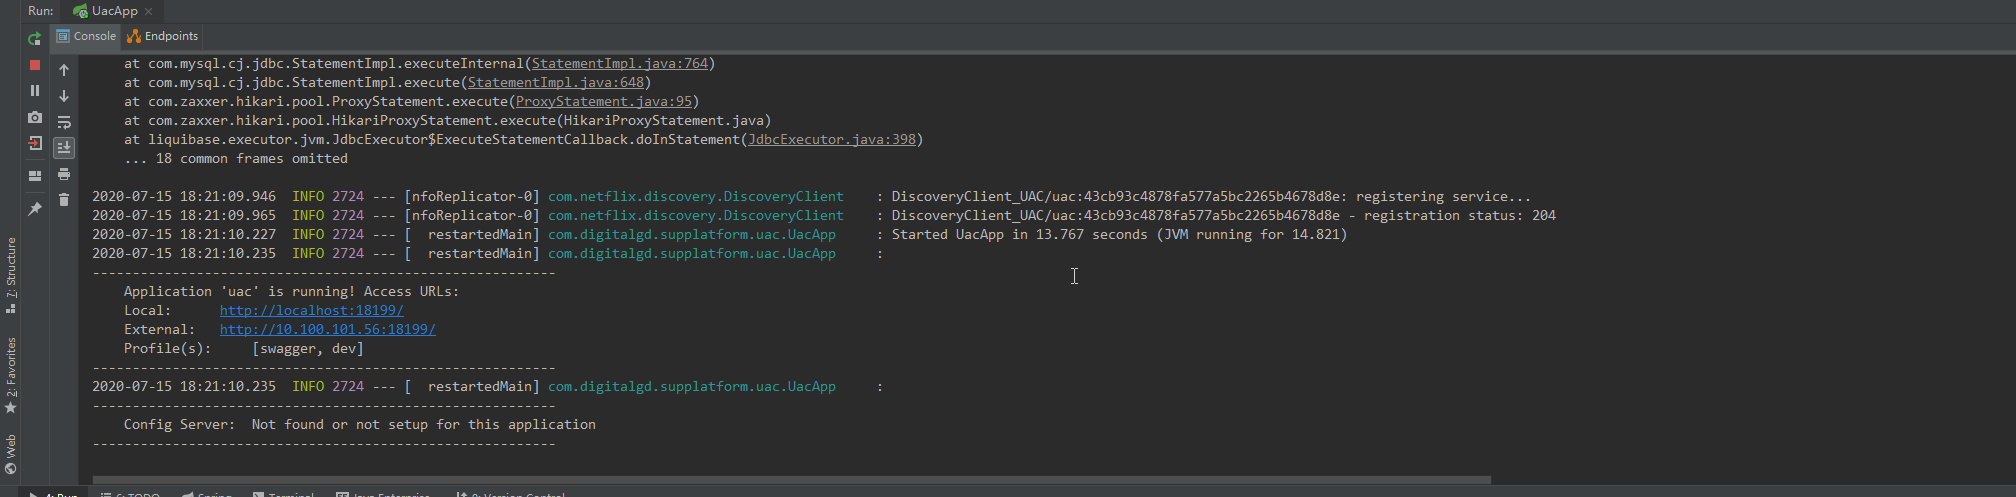 Run: UacApp
Console Endpoints
at com.mysql.cj.jdbc.StatementImpl.executeInternal(StatementImpl.java:764)
at com.mysql.cj.jdbc.StatementImpl.execute(StatementImpl.java:648)
at com.zaxxer.hikari.pool.ProxyStatement.execute(ProxyStatement.java:95)
at com.zaxxer.hikari.pool.HikariProxyStatement.execute(HikariProxyStatement.java)
at liquibase.executor.jvm.JdbcExecutor$ExecuteStatementCallback.doInStatement(JdbcExecutor.java:398)
... 18 common frames omitted
2020-07-15 18:21:09.946  INFO 2724 --- [nfoReplicator-0] com.netflix.discovery.DiscoveryClient    : DiscoveryClient_UAC/uac:43cb93c4878fa577a5bc2265b4678d8e: registering service...
2020-07-15 18:21:09.965  INFO 2724 --- [nfoReplicator-0] com.netflix.discovery.DiscoveryClient    : DiscoveryClient_UAC/uac:43cb93c4878fa577a5bc2265b4678d8e - registration status: 204
2020-07-15 18:21:10.227  INFO 2724 --- [  restartedMain] com.digitalgd.supplatform.uac.UacApp     : Started UacApp in 13.767 seconds (JVM running for 14.821)
2020-07-15 18:21:10.235  INFO 2724 --- [  restartedMain] com.digitalgd.supplatform.uac.UacApp     :
----------------------------------------------------------
Application 'uac' is running! Access URLs:
Local:      http://localhost:18199/
External:   http://10.100.101.56:18199/
Profile(s):     [swagger, dev]
----------------------------------------------------------
2020-07-15 18:21:10.235  INFO 2724 --- [  restartedMain] com.digitalgd.supplatform.uac.UacApp     :
----------------------------------------------------------
Config Server:  Not found or not setup for this application
----------------------------------------------------------
7: Structure
2: Favorites
Web
4: Run 6: TODO Spring Terminal Java Enterprise 9: Version Control